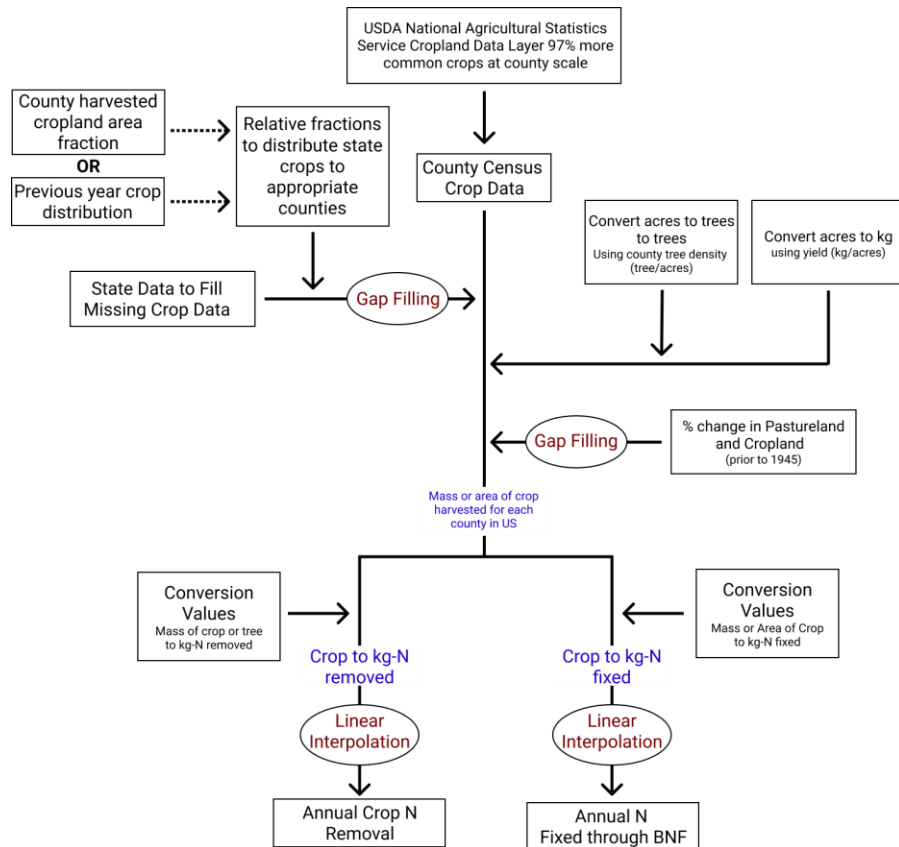 USDA National Agricultural Statistics
Service Cropland Data Layer 97% more
common crops at county scale
County harvested
cropland area
fraction
OR
Previous year crop
distribution
Relative fractions
to distribute state
crops to
appropriate
counties
County Census
Crop Data
Convert acres to trees
to trees
Using county tree density
(tree/acres)
Convert acres to kg
using yield (kg/acres)
State Data to Fill
Missing Crop Data
Gap Filling
Gap Filling
% change in Pastureland
and Cropland
(prior to 1945)
Mass or area of crop
harvested for each
county in US
Conversion
Values
Mass of crop or tree
to kg-N removed
Conversion
Values
Mass or Area of Crop
to kg-N fixed
Crop to kg-N
removed
Crop to kg-N
fixed
Linear
Interpolation
Linear
Interpolation
Annual Crop N
Removal
Annual N
Fixed through BNF